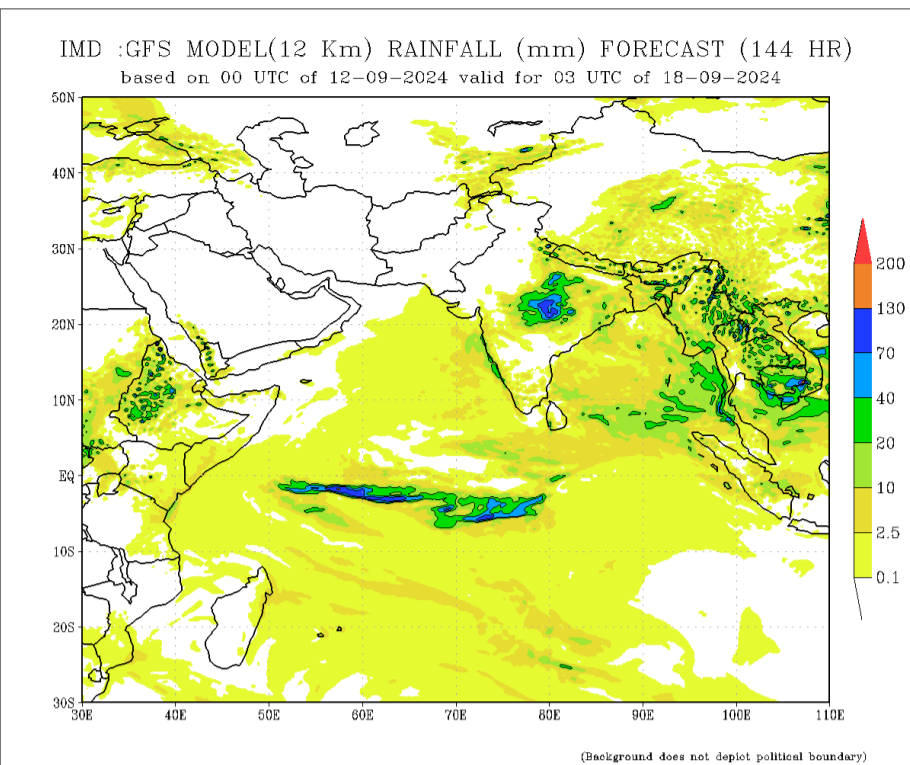 IMD :GFS MODEL(12 Km) RAINFALL (mm) FORECAST (144 HR)
based on 00 UTC of 12-09-2024 valid for 03 UTC of 18-09-2024
50N
40N
30N
20N
10N
EQ
10S
20S
30S
30E 40E 50E 60E 70E 80E 90E 100E 110E
200
130
70
40
20
10
2.5
0.1
(Background does not depict political boundary)